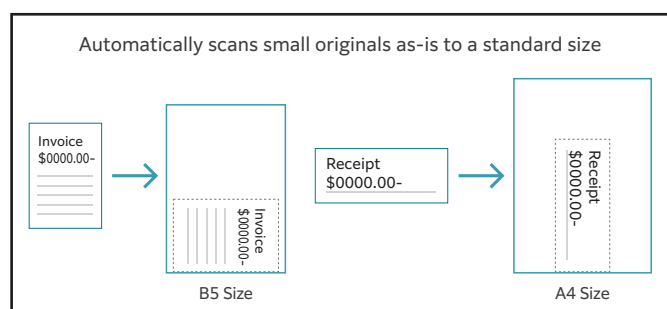 Automatically scans small originals as-is to a standard size
Invoice
$0000.00-
Invoice
$0000.00-
B5 Size
Receipt
$0000.00-
Receipt
$0000.00-
A4 Size